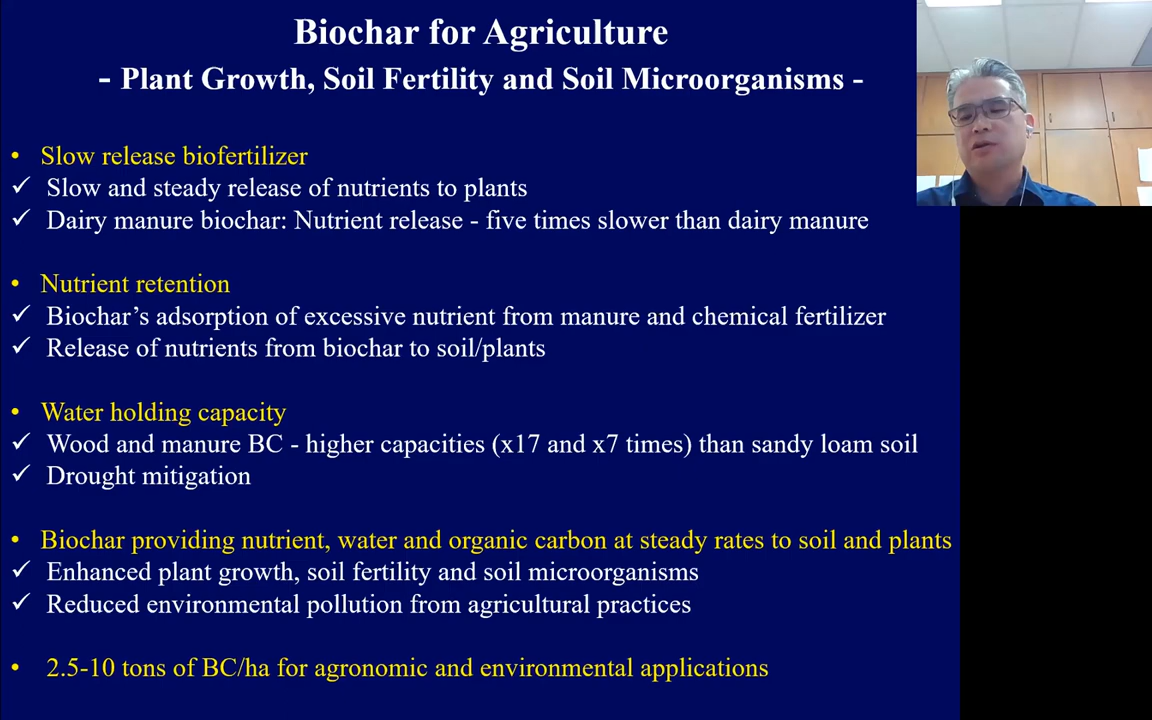 Biochar for Agriculture
- Plant Growth, Soil Fertility and Soil Microorganisms -
• Slow release biofertilizer
✓ Slow and steady release of nutrients to plants
✓ Dairy manure biochar: Nutrient release - five times slower than dairy manure
• Nutrient retention
✓ Biochar’s adsorption of excessive nutrient from manure and chemical fertilizer
✓ Release of nutrients from biochar to soil/plants
• Water holding capacity
✓ Wood and manure BC - higher capacities (x17 and x7 times) than sandy loam soil
✓ Drought mitigation
• Biochar providing nutrient, water and organic carbon at steady rates to soil and plants
✓ Enhanced plant growth, soil fertility and soil microorganisms
✓ Reduced environmental pollution from agricultural practices
• 2.5-10 tons of BC/ha for agronomic and environmental applications